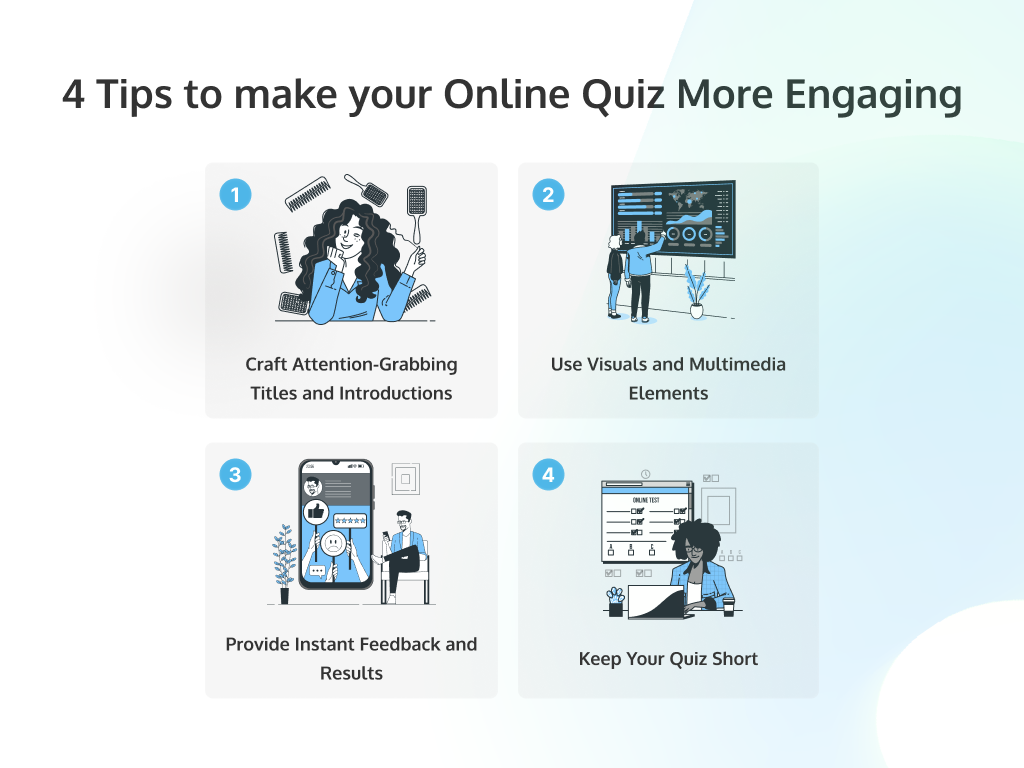 4 Tips to make your Online Quiz More Engaging
1
Craft Attention-Grabbing
Titles and Introductions
2
Use Visuals and Multimedia
Elements
3
Provide Instant Feedback and
Results
4
ONLINE TEST
Keep Your Quiz Short